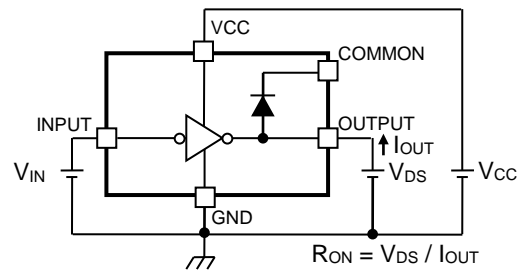 VCC
COMMON
INPUT
OUTPUT
IOUT
VIN
VDS
VCC
GND
RON = VDS / IOUT